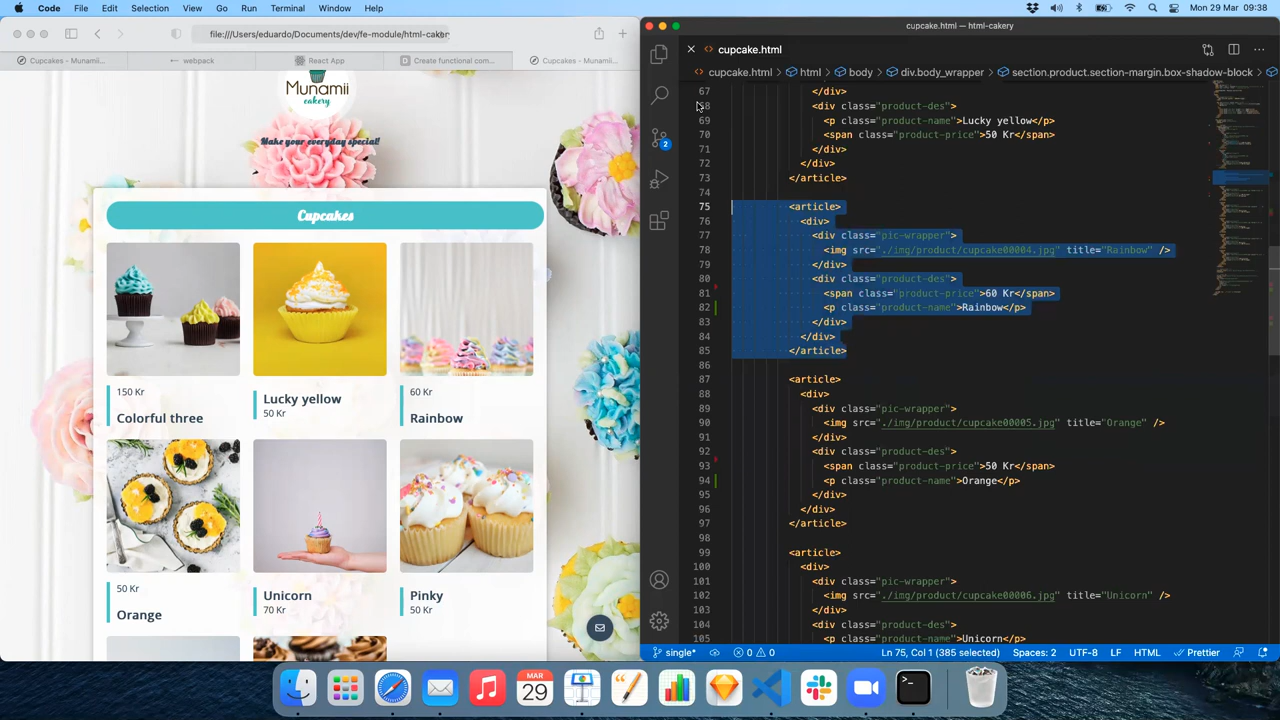 Code File Edit Selection View Go Run Terminal Window Help
Mon 29 Mar 09:38
file:///Users/eduardo/Documents/dev/fe-module/html-caker
Cupcakes - Munamii...
webpack
React App
Create functional com...
Cupcakes - Munamii...
Munamii
cakery
Make your everyday special!
Cupcakes
150 Kr
Colorful three
Lucky yellow
50 Kr
60 Kr
Rainbow
50 Kr
Orange
Unicorn
70 Kr
Pinky
50 Kr
cupcake.html — html-cakery
cupcake.html
cupcake.html html body div.body_wrapper section.product.section-margin.box-shadow-block
2
67 </div>
68 <div class="product-des">
69 <p class="product-name">Lucky yellow</p>
70 <span class="product-price">50 Kr</span>
71 </div>
72 </div>
73 </article>
74
75 <article>
76 <div>
77 <div class="pic-wrapper">
78 <img src="./img/product/cupcake00004.jpg" title="Rainbow" />
79 </div>
80 <div class="product-des">
81 <span class="product-price">60 Kr</span>
82 <p class="product-name">Rainbow</p>
83 </div>
84 </div>
85 </article>
86
87 <article>
88 <div>
89 <div class="pic-wrapper">
90 <img src="./img/product/cupcake00005.jpg" title="Orange" />
91 </div>
92 <div class="product-des">
93 <span class="product-price">50 Kr</span>
94 <p class="product-name">Orange</p>
95 </div>
96 </div>
97 </article>
98
99 <article>
100 <div>
101 <div class="pic-wrapper">
102 <img src="./img/product/cupcake00006.jpg" title="Unicorn" />
103 </div>
104 <div class="product-des">
105 <p class="product-name">Unicorn</p>
single* 0 0 Ln 75, Col 1 (385 selected) Spaces: 2 UTF-8 LF HTML Prettier
MAR
29